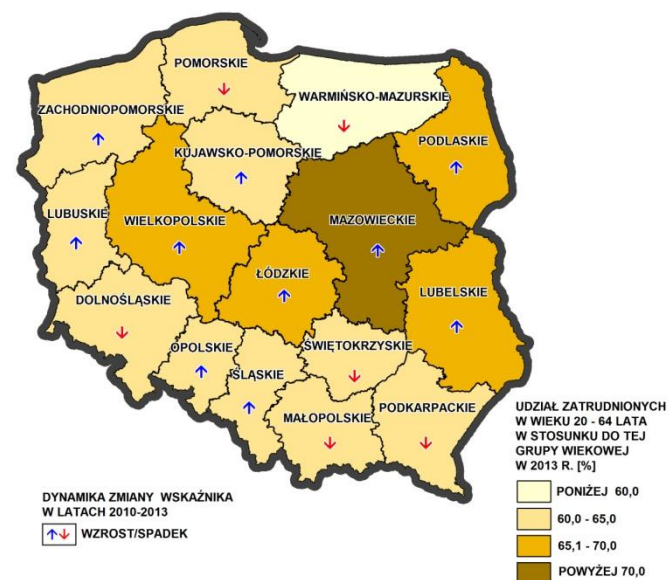 POMORSKIE
WARMIŃSKO-MAZURSKIE
ZACHODNIOPOMORSKIE
PODLASKIE
KUJAWSKO-POMORSKIE
LUBUSKIE
WIELKOPOLSKIE
MAZOWIECKIE
ŁÓDZKIE
LUBELSKIE
DOLNOŚLĄSKIE
OPOLSKIE
ŚWIĘTOKRZYSKIE
ŚLĄSKIE
MAŁOPOLSKIE
PODKARPACKIE
DYNAMIKA ZMIANY WSKAŹNIKA
W LATACH 2010-2013
WZROST/SPADEK
UDZIAŁ ZATRUDNIONYCH
W WIEKU 20 - 64 LATA
W STOSUNKU DO TEJ
GRUPY WIEKOWEJ
W 2013 R. [%]
PONIŻEJ 60,0
60,0 - 65,0
65,1 - 70,0
POWYŻEJ 70,0